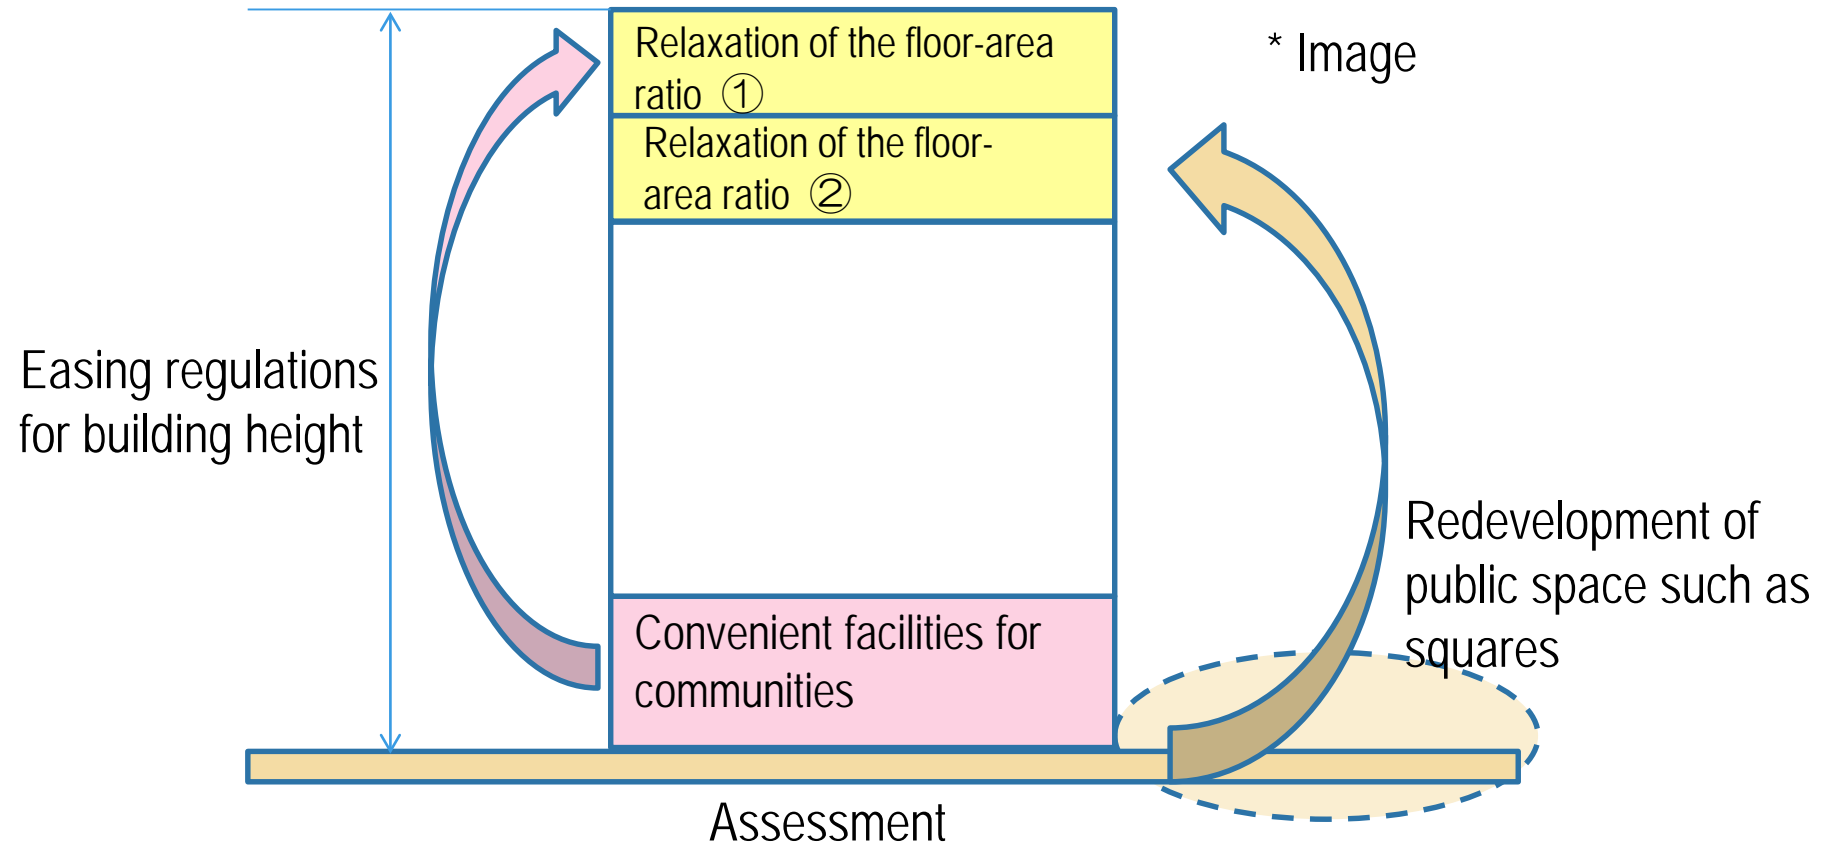 Relaxation of the floor-area
ratio ①
* Image
Relaxation of the floor-
area ratio ②
Easing regulations
for building height
Redevelopment of
public space such as
squares
Convenient facilities for
communities
Assessment